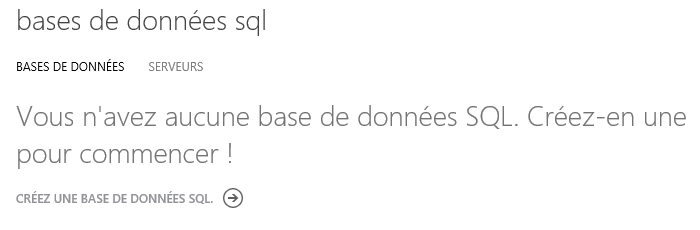 bases de données sql
BASES DE DONNÉES SERVEURS
Vous n'avez aucune base de données SQL. Créez-en une
pour commencer !
CRÉEZ UNE BASE DE DONNÉES SQL.